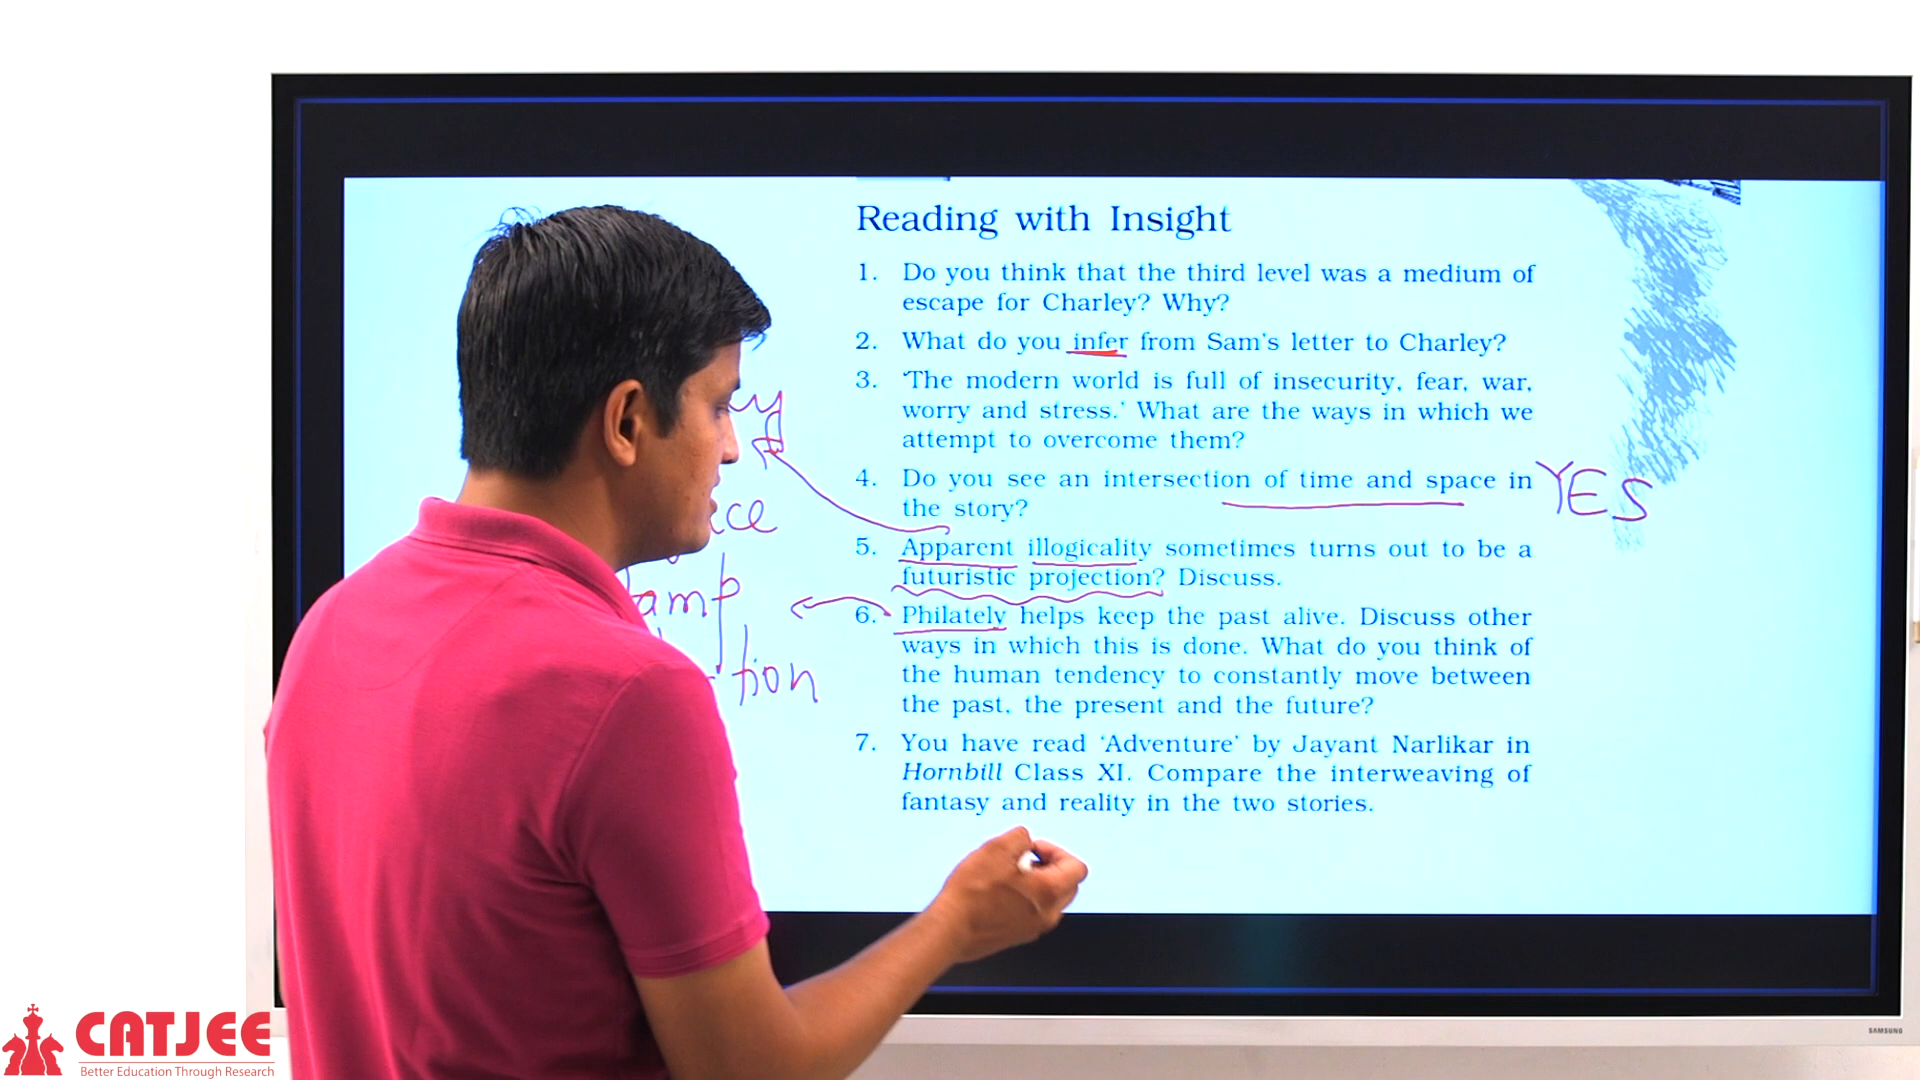 Reading with Insight
1. Do you think that the third level was a medium of
escape for Charley? Why?
2. What do you infer from Sam's letter to Charley?
3. 'The modern world is full of insecurity, fear, war,
worry and stress.' What are the ways in which we
attempt to overcome them?
4. Do you see an intersection of time and space in
the story?
YES
5. Apparent illogicality sometimes turns out to be a
futuristic projection? Discuss.
6. Philately helps keep the past alive. Discuss other
ways in which this is done. What do you think of
the human tendency to constantly move between
the past, the present and the future?
7. You have read 'Adventure' by Jayant Narlikar in
Hornbill Class XI. Compare the interweaving of
fantasy and reality in the two stories.
SAMSUNG
CATJEE
Better Education Through Research